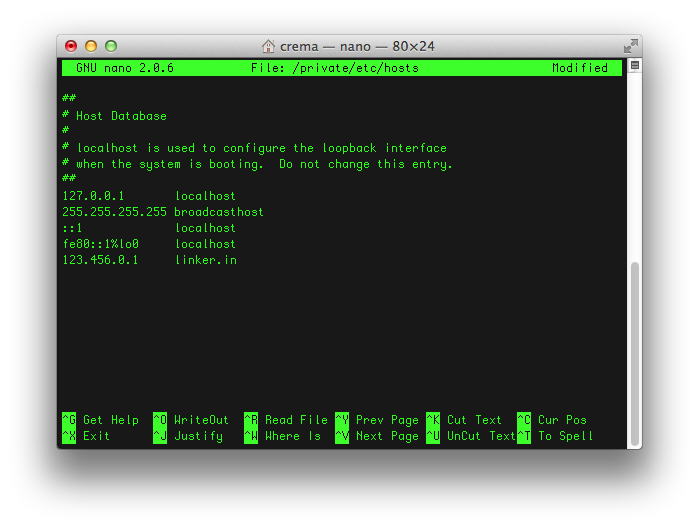 crema — nano — 80×24
GNU nano 2.0.6 File: /private/etc/hosts Modified
##
# Host Database
#
# localhost is used to configure the loopback interface
# when the system is booting.  Do not change this entry.
##
127.0.0.1 localhost
255.255.255.255 broadcasthost
::1 localhost
fe80::1%lo0 localhost
123.456.0.1 linker.in
^G Get Help ^O WriteOut ^R Read File ^Y Prev Page ^K Cut Text ^C Cur Pos
^X Exit ^J Justify ^W Where Is ^V Next Page ^U UnCut Text ^T To Spell